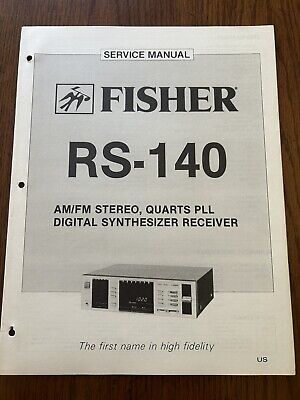 SERVICE MANUAL
FISHER®
RS-140
AM/FM STEREO, QUARTS PLL
DIGITAL SYNTHESIZER RECEIVER
The first name in high fidelity
US